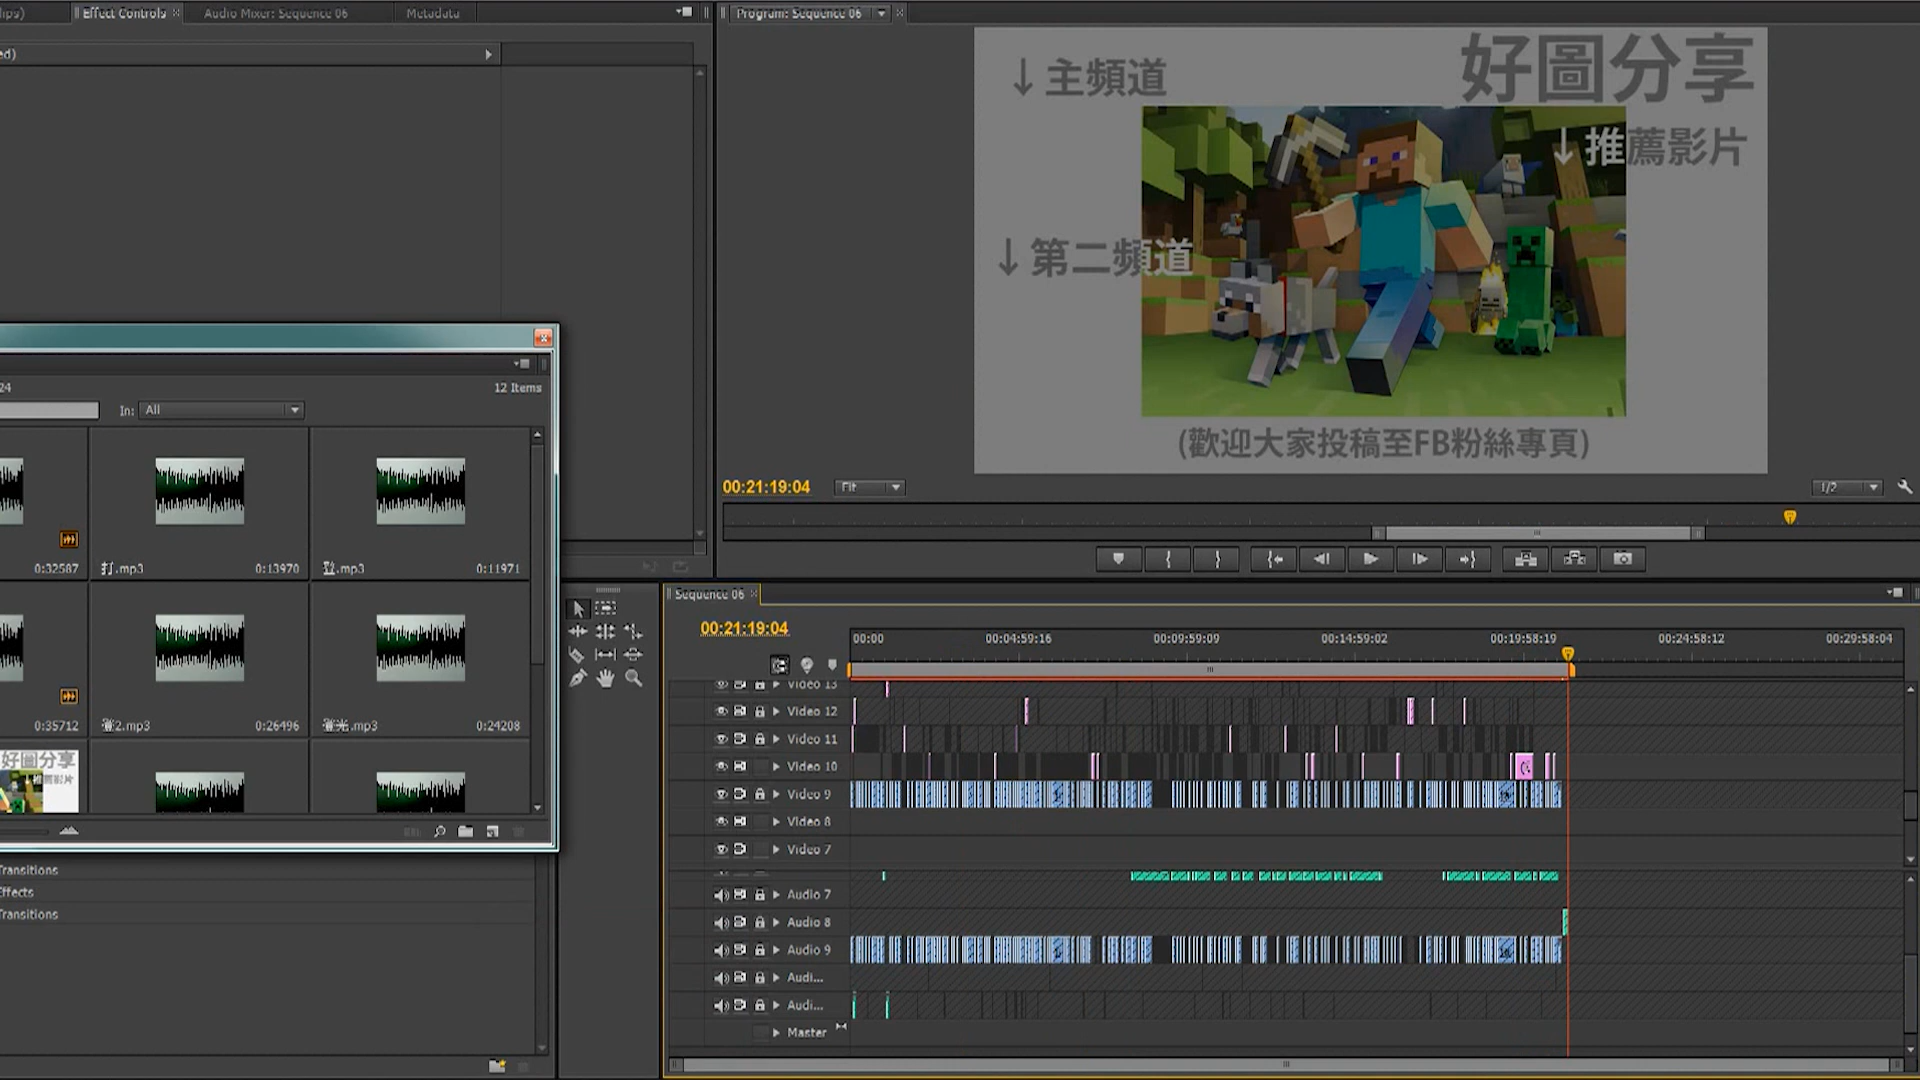 Effect Controls
Audio Mixer: Sequence 06
Metadata
Program: Sequence 06
↓主頻道
好圖分享
↓推薦影片
↓第二頻道
(歡迎大家投稿至FB粉絲專頁)
00:21:19:04
Fit
1/2
24
12 Items
In:
All
0:32587
打.mp3
0:13970
0:11971
0:35712
0:26496
0:24208
好圖分享
Transitions
Effects
Transitions
Sequence 06
00:21:19:04
00:00
00:04:59:16
00:09:59:09
00:14:59:02
00:19:58:19
00:24:58:12
00:29:58:04
Video 13
Video 12
Video 11
Video 10
Video 9
Video 8
Video 7
Audio 7
Audio 8
Audio 9
Audi...
Audi...
Master